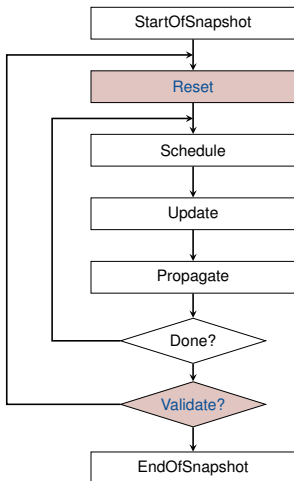 StartOfSnapshot
Reset
Schedule
Update
Propagate
Done?
Validate?
EndOfSnapshot